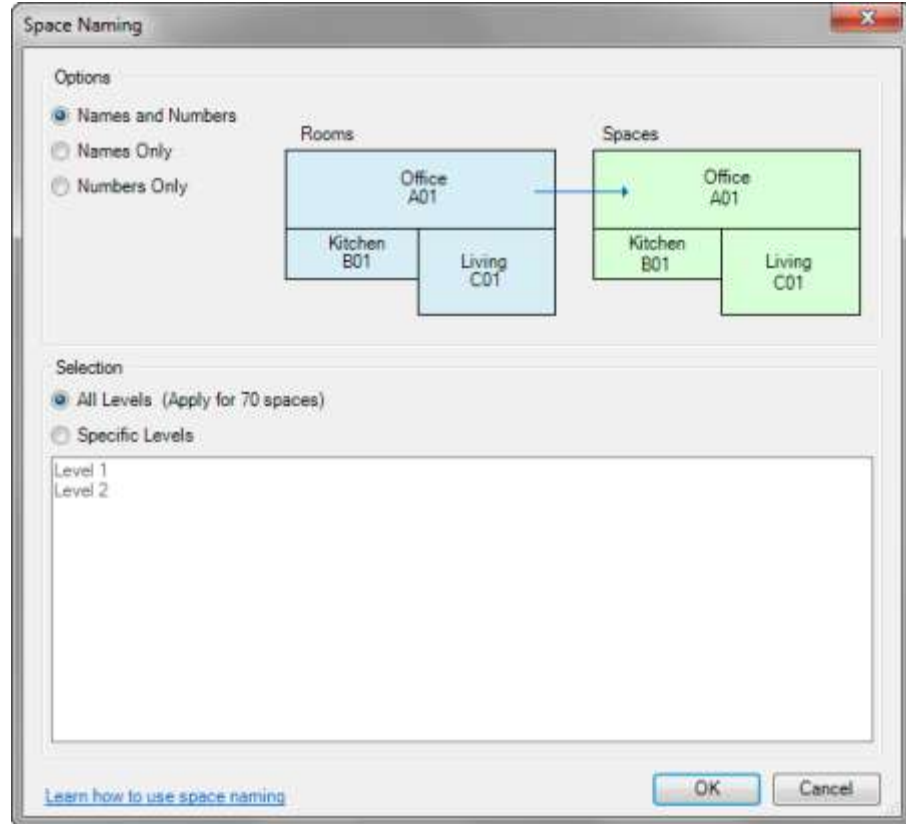 Space Naming
Options
Names and Numbers
Names Only
Numbers Only
Rooms
Office
A01
Kitchen
B01
Living
C01
Spaces
Office
A01
Kitchen
B01
Living
C01
Selection
All Levels (Apply for 70 spaces)
Specific Levels
Level 1
Level 2
Learn how to use space naming
OK
Cancel